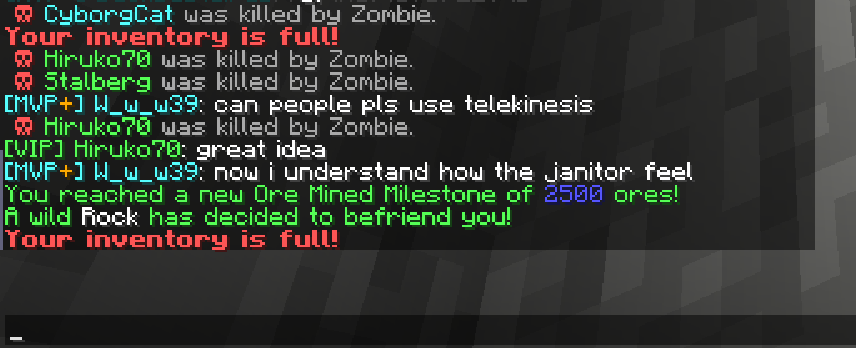 CyborgCat was killed by Zombie.
Your inventory is full!
Hiruko70 was killed by Zombie.
Stalberg was killed by Zombie.
[MVP+] W_w_w39: can people pls use telekinesis
Hiruko70 was killed by Zombie.
[VIP] Hiruko70: great idea
[MVP+] W_w_w39: now i understand how the janitor feel
You reached a new Ore Mined Milestone of 2500 ores!
A wild Rock has decided to befriend you!
Your inventory is full!
_